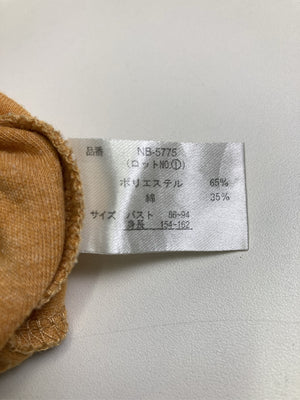 品番 NB-5775
(ロットNO.①)
ポリエステル 65%
綿 35%
サイズ バスト 86-94
身長 154-162